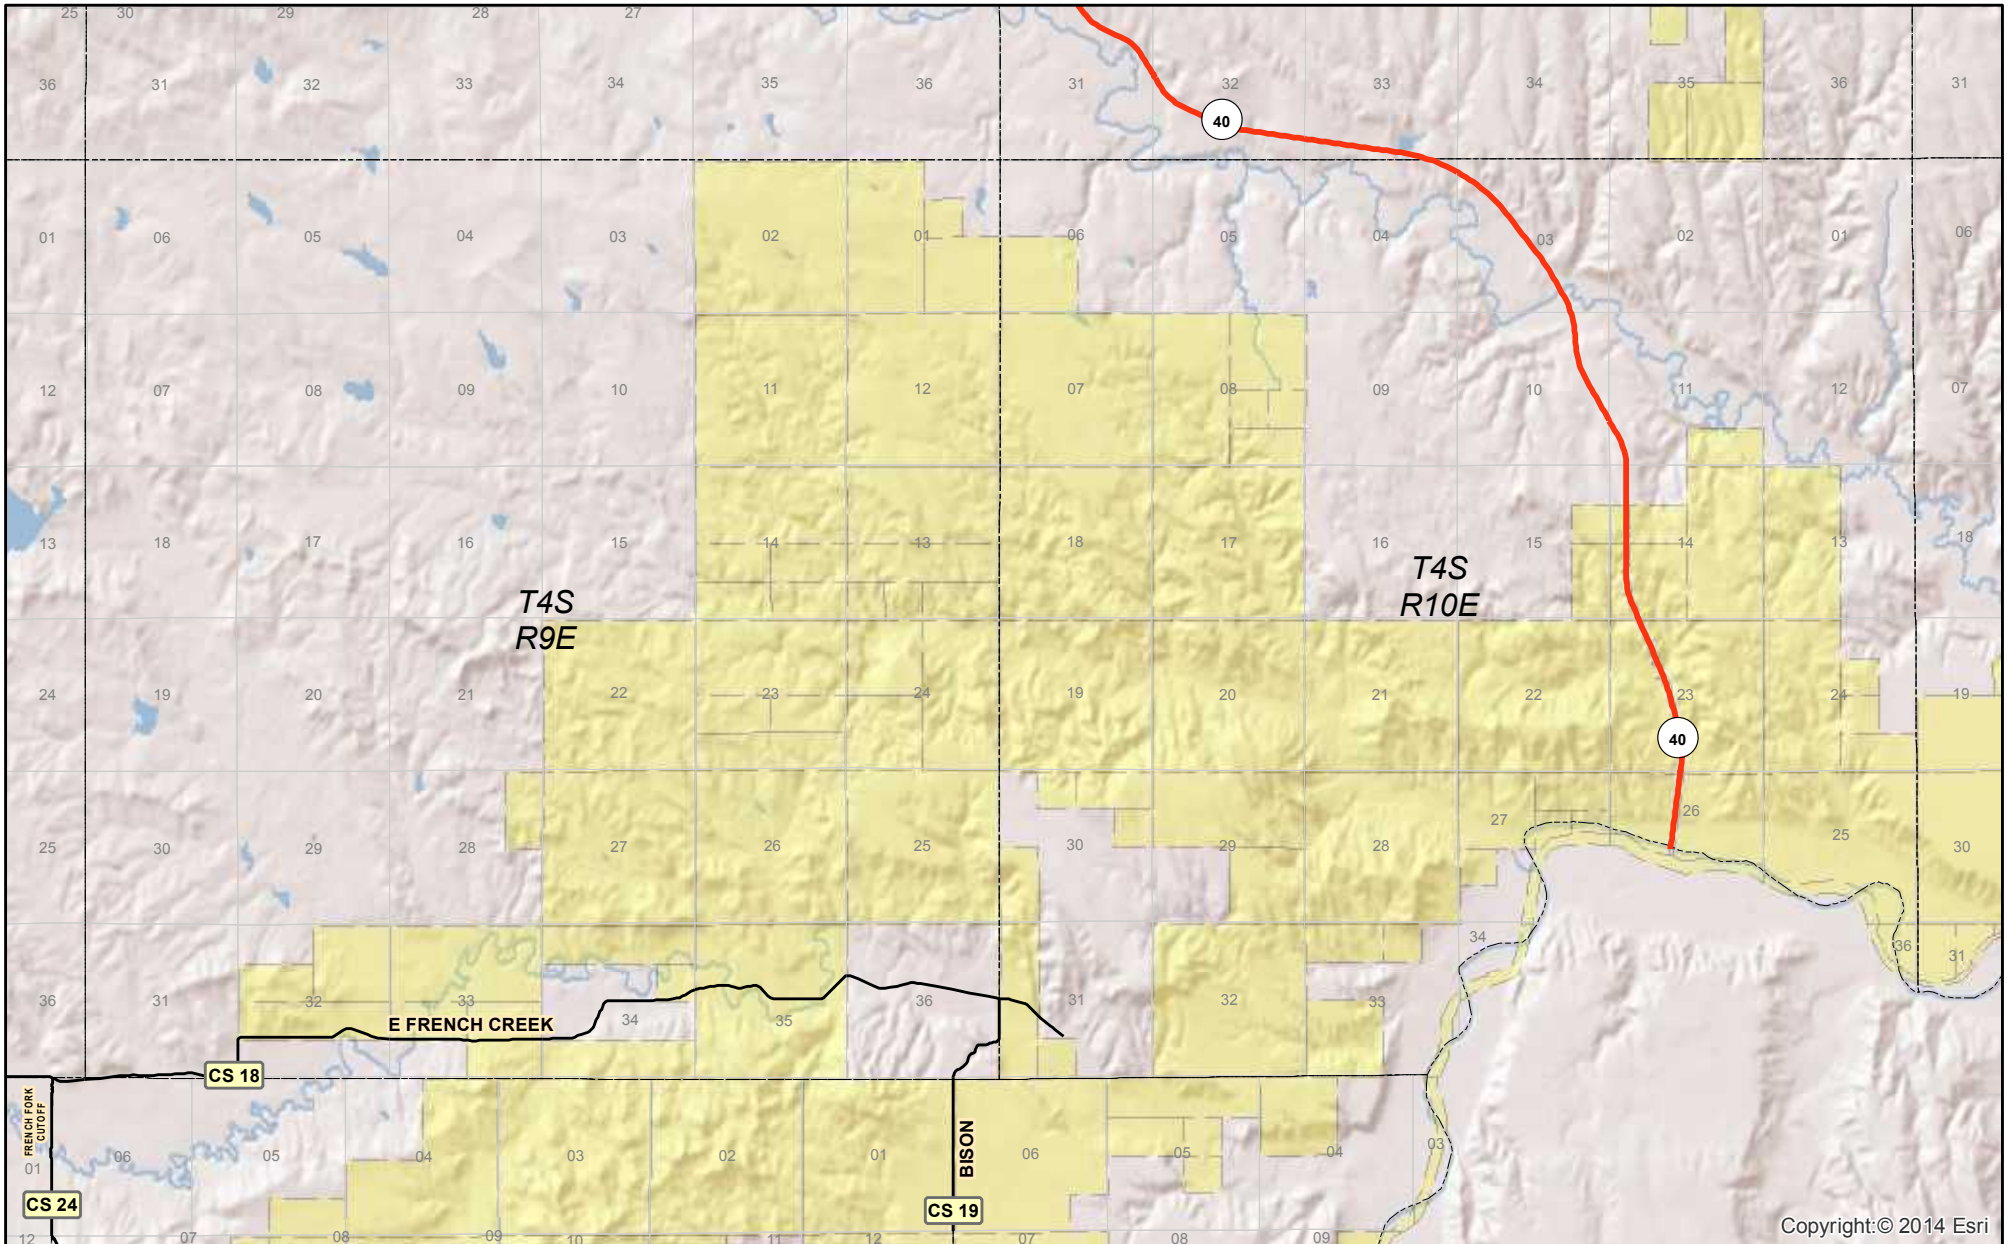 25 30 29 28 27
36 31 32 33 34 35 36 31 32 33 34 35 36 31
40
01 06 05 04 03 02 01 06 05 04 03 02 01 06
12 07 08 09 10 11 12 07 08 09 10 11 12 07
13 18 17 16 15 14 13 18 17 16 15 14 13 18
T4S
R9E
T4S
R10E
24 19 20 21 22 23 24 19 20 21 22 23 24 19
40
25 30 29 28 27 26 25 30 29 28 27 26 25 30
36 31 32 33 34 35 36 31 32 33 34 36 31
E FRENCH CREEK
CS 18
FRENCH FORK
CUTOFF
BISON
01 06 05 04 03 02 01 06 05 04 03
CS 24
CS 19
12 07 08 09 10 11 12 07 08 09
Copyright:© 2014 Esri